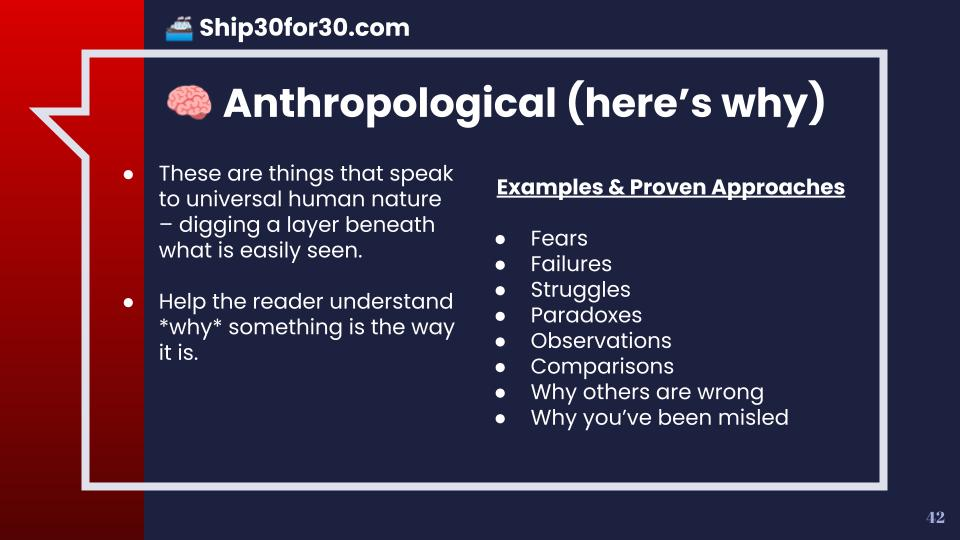 Ship30for30.com
🧠 Anthropological (here’s why)
● These are things that speak
to universal human nature
– digging a layer beneath
what is easily seen.
● Help the reader understand
*why* something is the way
it is.
Examples & Proven Approaches
● Fears
● Failures
● Struggles
● Paradoxes
● Observations
● Comparisons
● Why others are wrong
● Why you’ve been misled
42